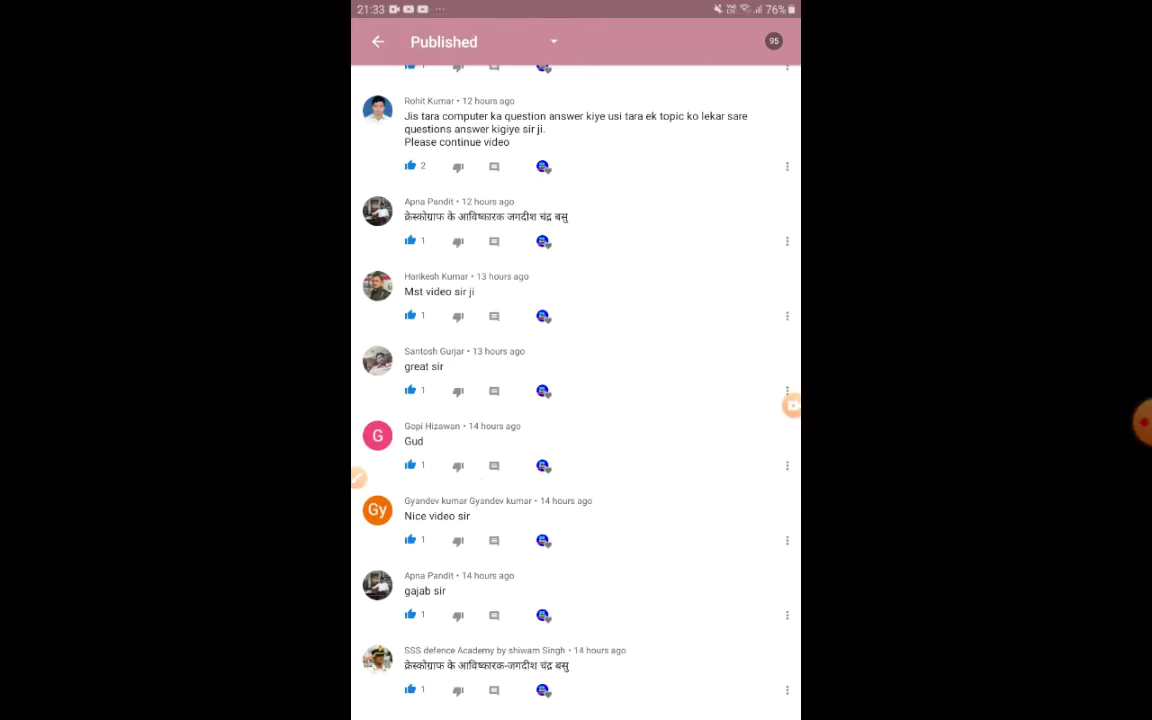 21:33 ... 76%
Published
95
1
Rohit Kumar • 12 hours ago
Jis tara computer ka question answer kiye usi tara ek topic ko lekar sare
questions answer kigiye sir ji.
Please continue video
2
Apna Pandit • 12 hours ago
क्रेस्कोग्राफ के आविष्कारक जगदीश चंद्र बसु
1
Harikesh Kumar • 13 hours ago
Mst video sir ji
1
Santosh Gurjar • 13 hours ago
great sir
1
G
Gopi Hizawan • 14 hours ago
Gud
1
Gy
Gyandev kumar Gyandev kumar • 14 hours ago
Nice video sir
1
Apna Pandit • 14 hours ago
gajab sir
1
SSS defence Academy by shiwam Singh • 14 hours ago
क्रेस्कोग्राफ के आविष्कारक-जगदीश चंद्र बसु
1